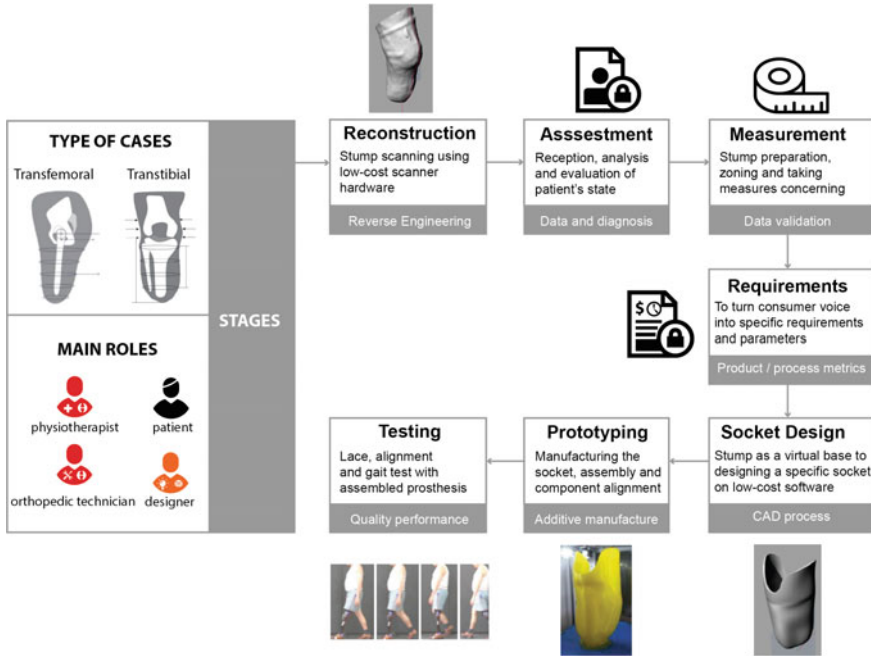 TYPE OF CASES
Transfemoral
Transtibial
MAIN ROLES
physiotherapist
patient
orthopedic technician
designer
STAGES
Reconstruction
Stump scanning using
low-cost scanner
hardware
Reverse Engineering
Asssestment
Reception, analysis
and evaluation of
patient's state
Data and diagnosis
Measurement
Stump preparation,
zoning and taking
measures concerning
Data validation
$
Requirements
To turn consumer voice
into specific requirements
and parameters
Product / process metrics
Socket Design
Stump as a virtual base to
designing a specific socket
on low-cost software
CAD process
Prototyping
Manufacturing the
socket, assembly and
component alignment
Additive manufacture
Testing
Lace, alignment
and gait test with
assembled prosthesis
Quality performance